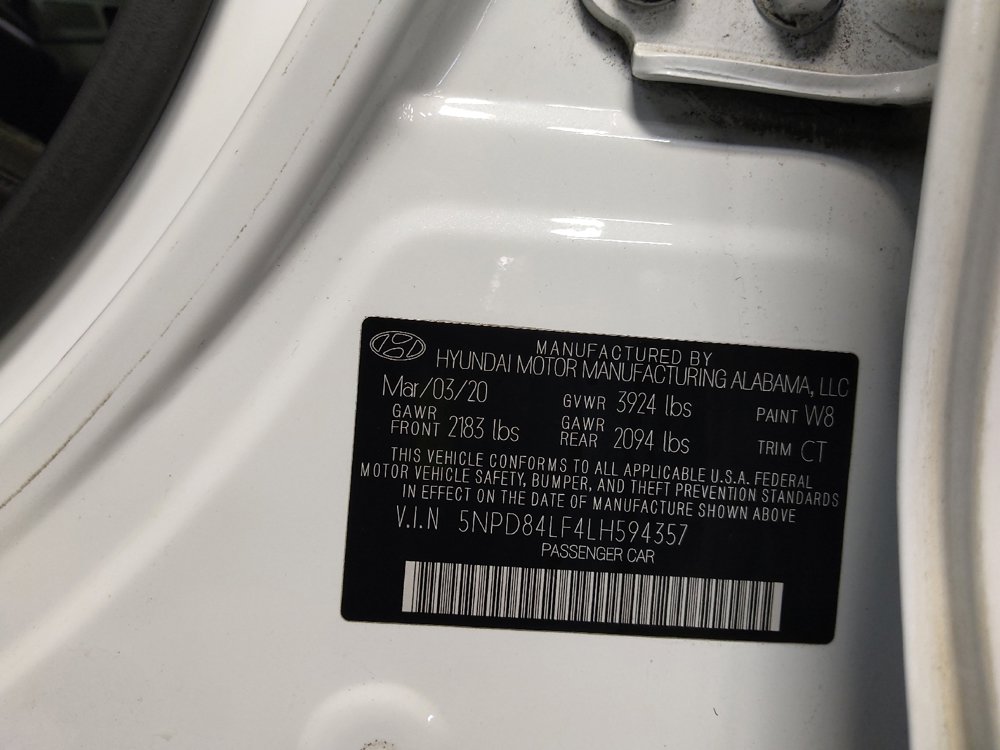 MANUFACTURED BY
HYUNDAI MOTOR MANUFACTURING ALABAMA, LLC
Mar/03/20 GVWR 3924 lbs PAINT W8
GAWR FRONT 2183 lbs GAWR REAR 2094 lbs TRIM CT
THIS VEHICLE CONFORMS TO ALL APPLICABLE U.S.A. FEDERAL
MOTOR VEHICLE SAFETY, BUMPER, AND THEFT PREVENTION STANDARDS
IN EFFECT ON THE DATE OF MANUFACTURE SHOWN ABOVE
V.I.N 5NPD84LF4LH594357
PASSENGER CAR